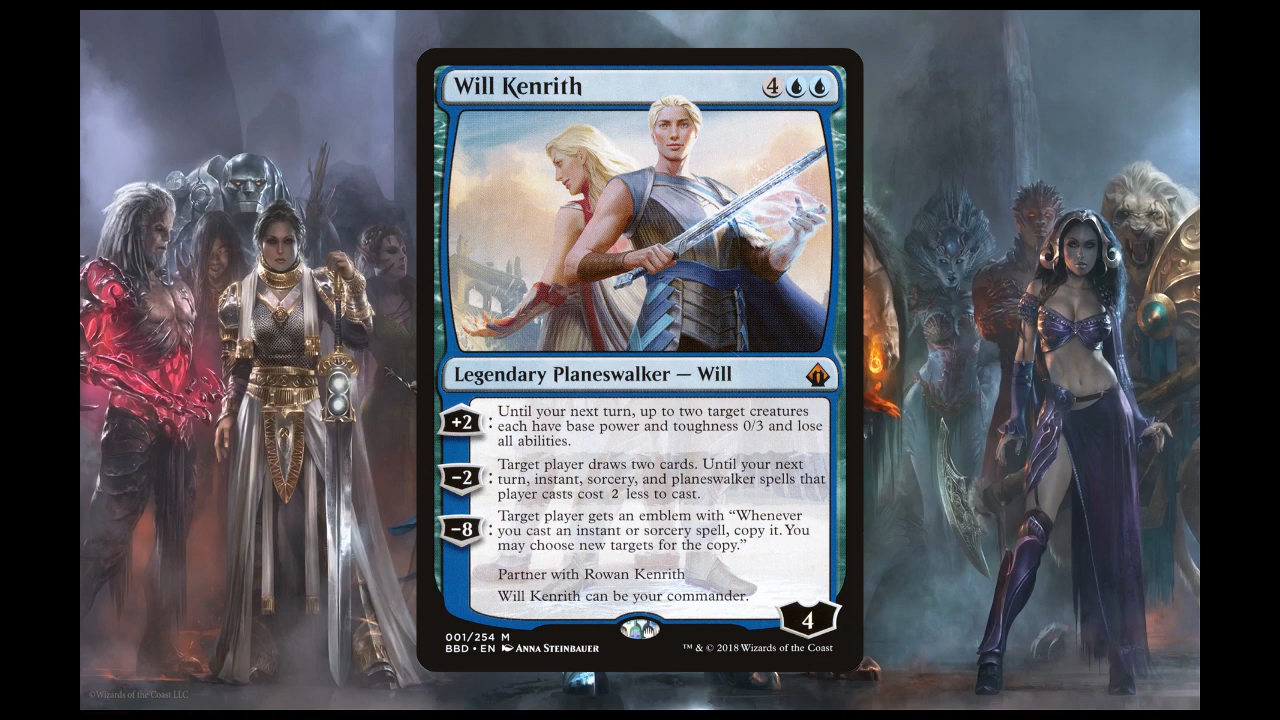 Will Kenrith 4
Legendary Planeswalker — Will
+2 : Until your next turn, up to two target creatures
each have base power and toughness 0/3 and lose
all abilities.
−2 : Target player draws two cards. Until your next
turn, instant, sorcery, and planeswalker spells that
player casts cost 2 less to cast.
−8 : Target player gets an emblem with “Whenever
you cast an instant or sorcery spell, copy it. You
may choose new targets for the copy.”
Partner with Rowan Kenrith
Will Kenrith can be your commander.
4
001/254 M
BBD • EN Anna Steinbauer
™ & © 2018 Wizards of the Coast
©Wizards of the Coast LLC